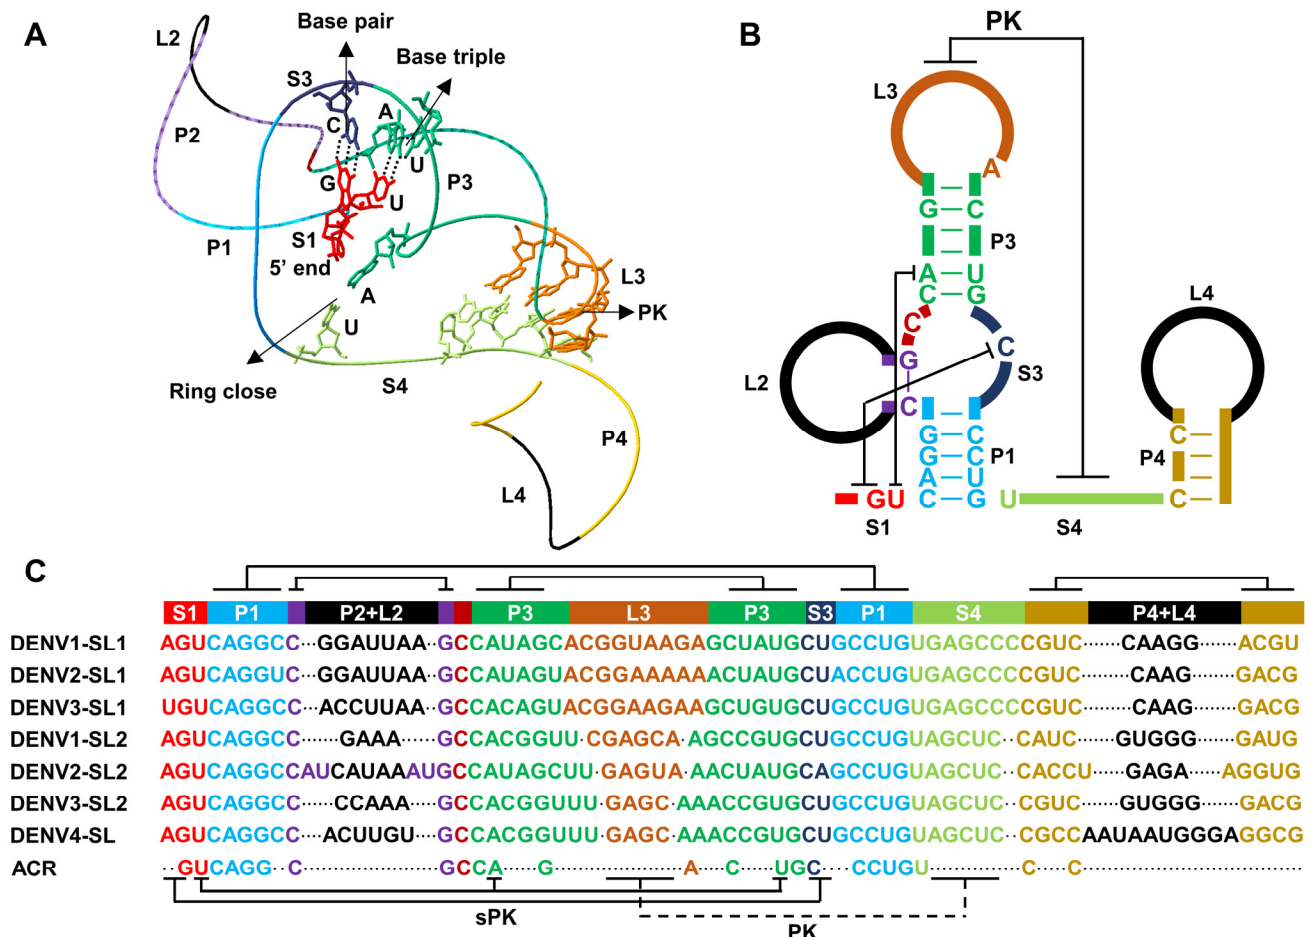 A
L2
Base pair
Base triple
S3
C
A
U
P2
G
U
P3
P1
S1
5' end
A
L3
PK
U
Ring close
S4
P4
L4
B
PK
L3
A
G C
P3
A U
C G
C
L4
L2
G
C
S3
C
G C
G C
P1
A U
C G
P4
C
C
GU
U
S1
S4
C
S1 P1 P2+L2 P3 L3 P3 S3 P1 S4 P4+L4
DENV1-SL1 AGUCAGGCC···GGAUUAA··GCCAUAGCACGGUAAGAGCUAUGCUGCCUGUGAGCCCCGUC·····CAAGG·······ACGU
DENV2-SL1 AGUCAGGUC···GGAUUAA··GCCAUAGUACGGAAAAAACUAUGCUACCUGUGAGCCCCGUC·····CAAG········GACG
DENV3-SL1 UGUCAGGCC···ACCUUAA··GCCACAGUACGGAAGAAGCUGUGCUGCCUGUGAGCCCCGUC·····CAAG········GACG
DENV1-SL2 AGUCAGGCC·····GAAA·····GCCACGGUU·CGAGCA·AGCCGUGCUGCCUGUAGCUC··CAUC····GUGGG·······GAUG
DENV2-SL2 AGUCAGGCCAUCAUAAAUGCCAUAGCUU·GAGUA·AACUAUGCAGCCUGUAGCUC··CACCU····GAGA·····AGGUG
DENV3-SL2 AGUCAGGCC·····CCAAA····GCCACGGUUU·GAGC·AAACCGUGCUGCCUGUAGCUC··CGUC····GUGGG·······GACG
DENV4-SL AGUCAGGCC···ACUUGU···GCCACGGUUU·GAGC·AAACCGUGCUGCCUGUAGCUC··CGCCAAUAAUGGGAGGCG
ACR ··GUCAGG··C··············GCCA····G·············A···C····UGC···CCUGU··········C···C······················
sPK
PK